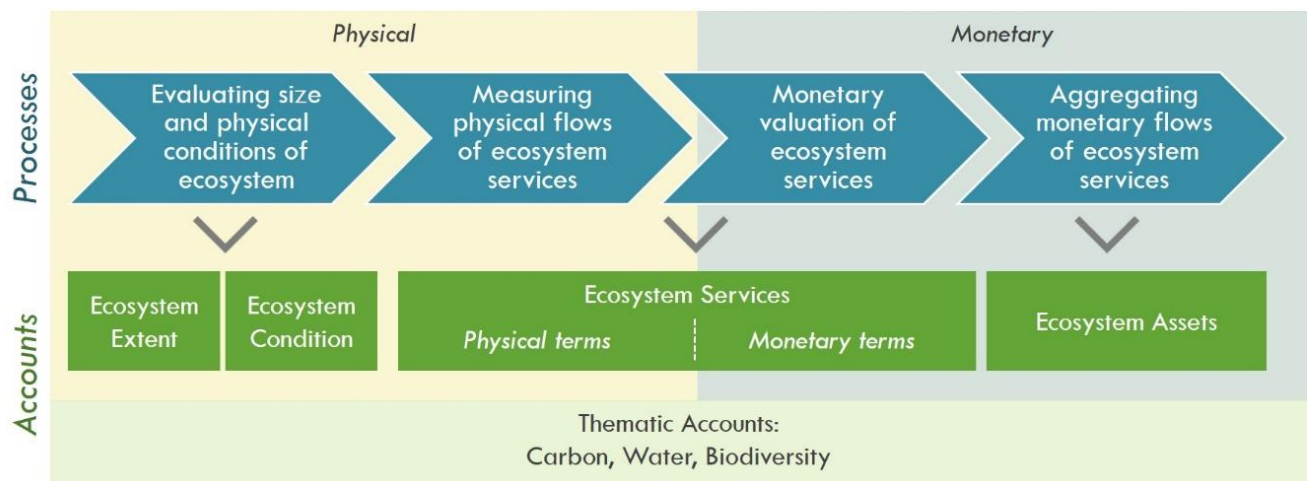 Physical
Monetary
Processes
Evaluating size
and physical
conditions of
ecosystem
Measuring
physical flows
of ecosystem
services
Monetary
valuation of
ecosystem
services
Aggregating
monetary flows
of ecosystem
services
Accounts
Ecosystem
Extent
Ecosystem
Condition
Ecosystem Services
Physical terms
Monetary terms
Ecosystem Assets
Thematic Accounts:
Carbon, Water, Biodiversity